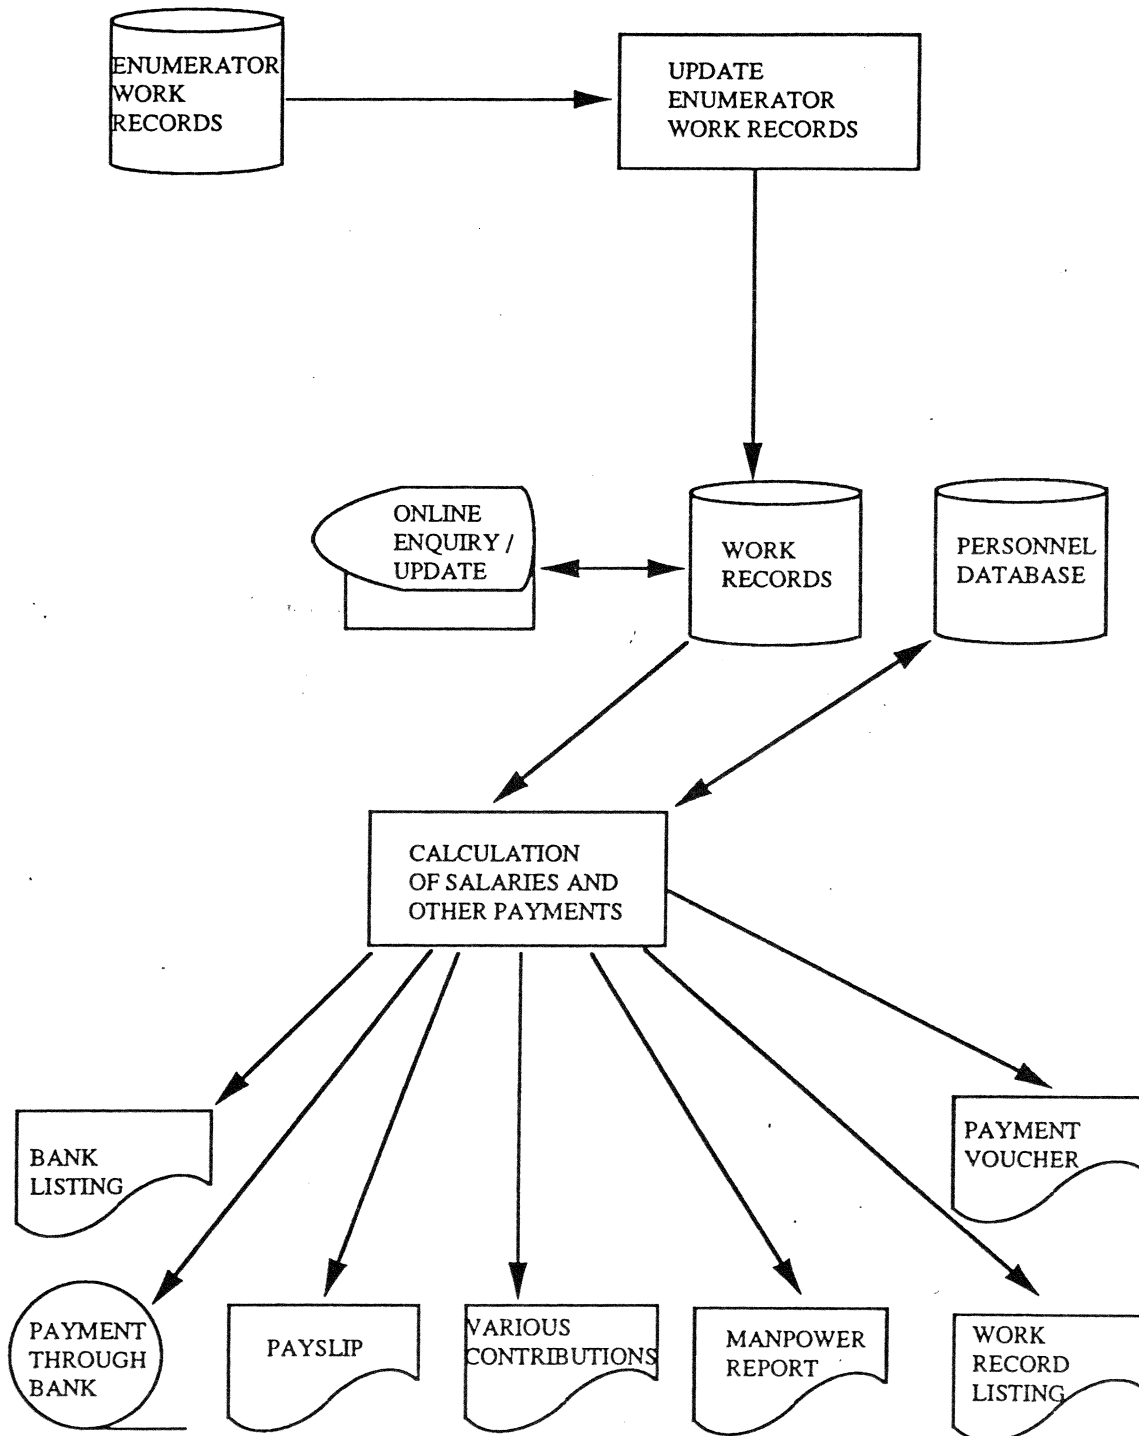 ENUMERATOR
WORK
RECORDS
UPDATE
ENUMERATOR
WORK RECORDS
ONLINE
ENQUIRY /
UPDATE
WORK
RECORDS
PERSONNEL
DATABASE
CALCULATION
OF SALARIES AND
OTHER PAYMENTS
BANK
LISTING
PAYMENT
VOUCHER
PAYMENT
THROUGH
BANK
PAYSLIP
VARIOUS
CONTRIBUTIONS
MANPOWER
REPORT
WORK
RECORD
LISTING